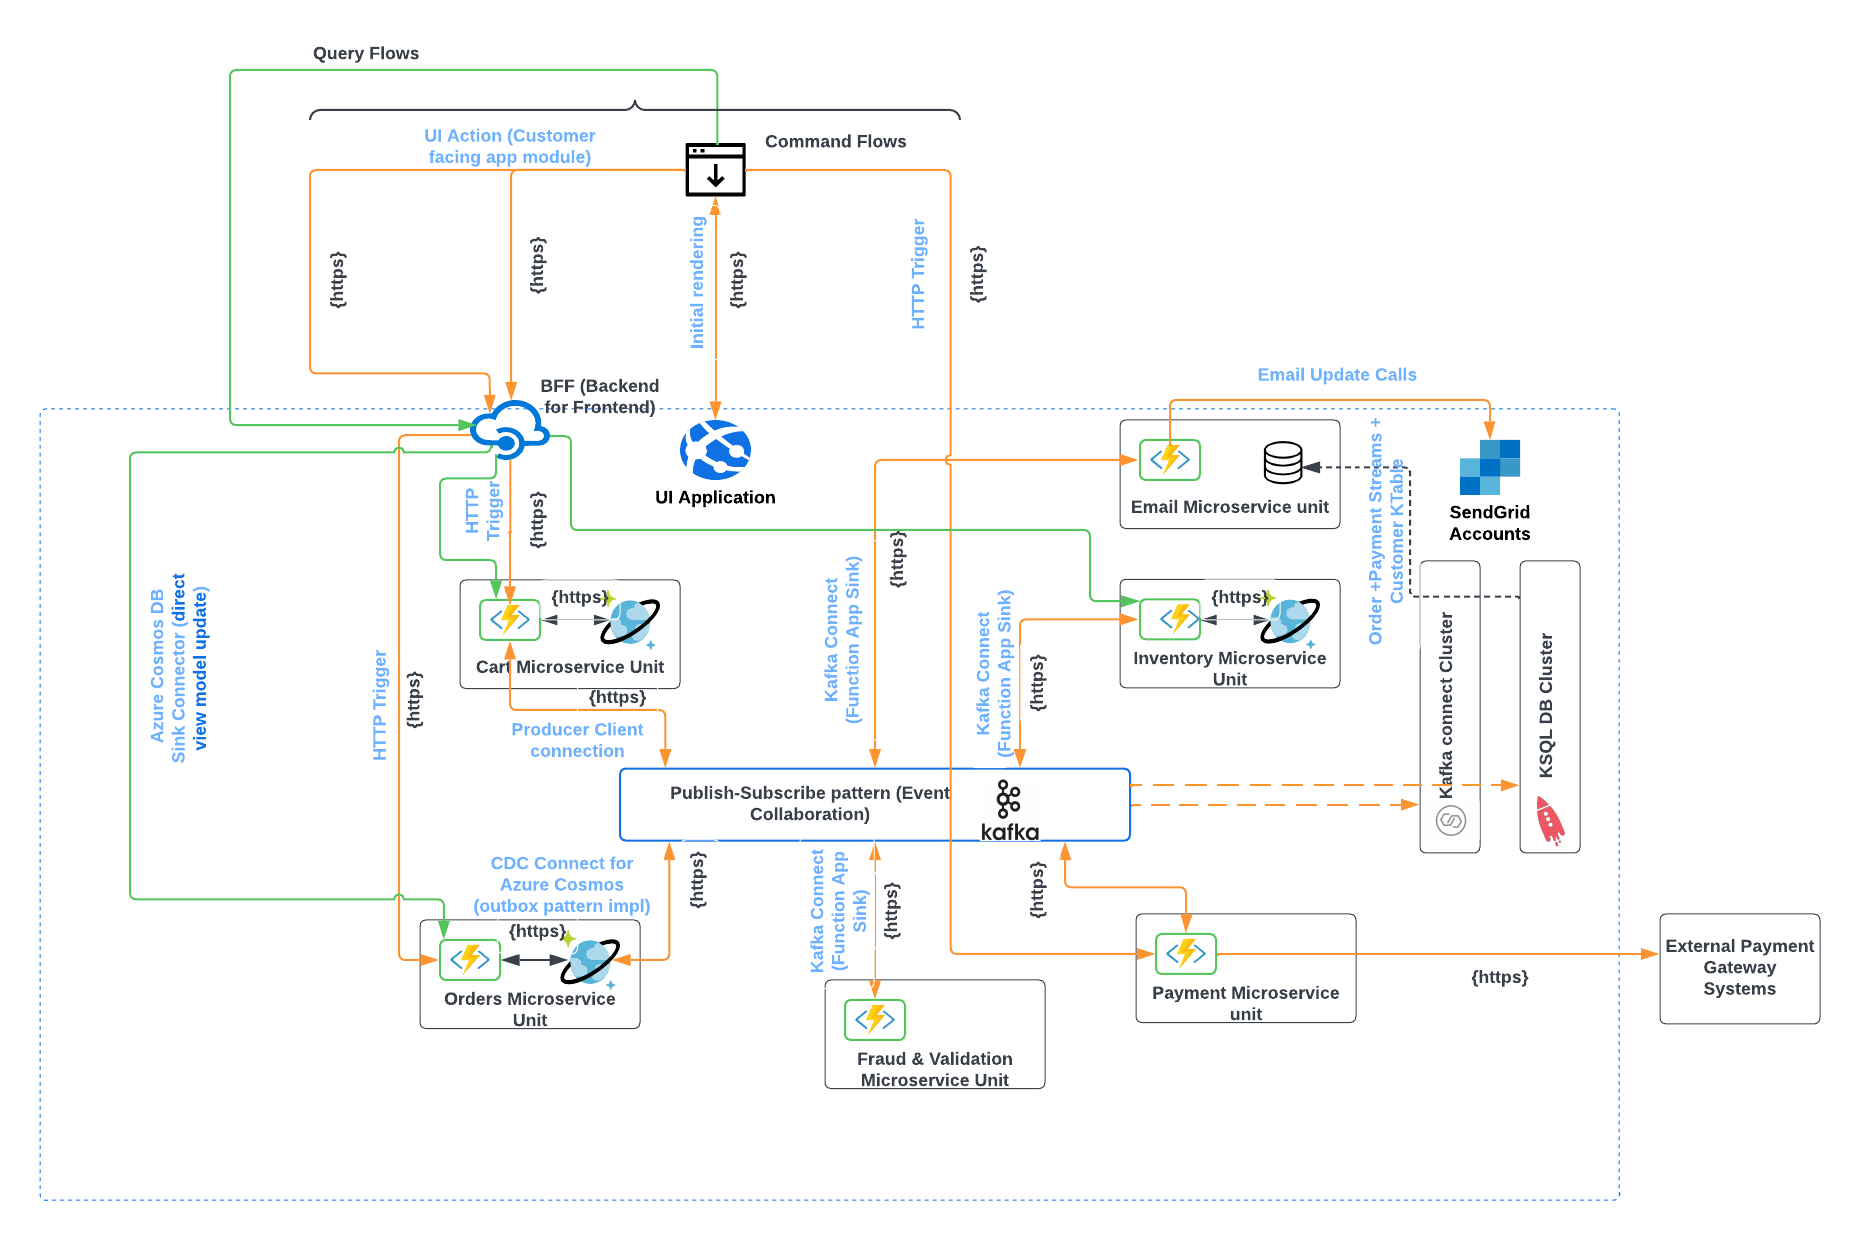 Query Flows
UI Action (Customer
facing app module)
Command Flows
{https}
{https}
Initial rendering
{https}
HTTP Trigger
{https}
BFF (Backend
for Frontend)
UI Application
Email Update Calls
Email Microservice unit
Order +Payment Streams +
Customer KTable
SendGrid
Accounts
HTTP
Trigger
{https}
{https}
Cart Microservice Unit
{https}
Producer Client
connection
Azure Cosmos DB
Sink Connector (direct
view model update)
HTTP Trigger
{https}
Kafka Connect
(Function App Sink)
{https}
Kafka Connect
(Function App Sink)
{https}
{https}
Inventory Microservice
Unit
Kafka connect Cluster
KSQL DB Cluster
Publish-Subscribe pattern (Event
Collaboration)
kafka
CDC Connect for
Azure Cosmos
(outbox pattern impl)
{https}
{https}
Orders Microservice
Unit
Kafka Connect
(Function App
Sink)
{https}
Fraud & Validation
Microservice Unit
{https}
Payment Microservice
unit
{https}
External Payment
Gateway
Systems